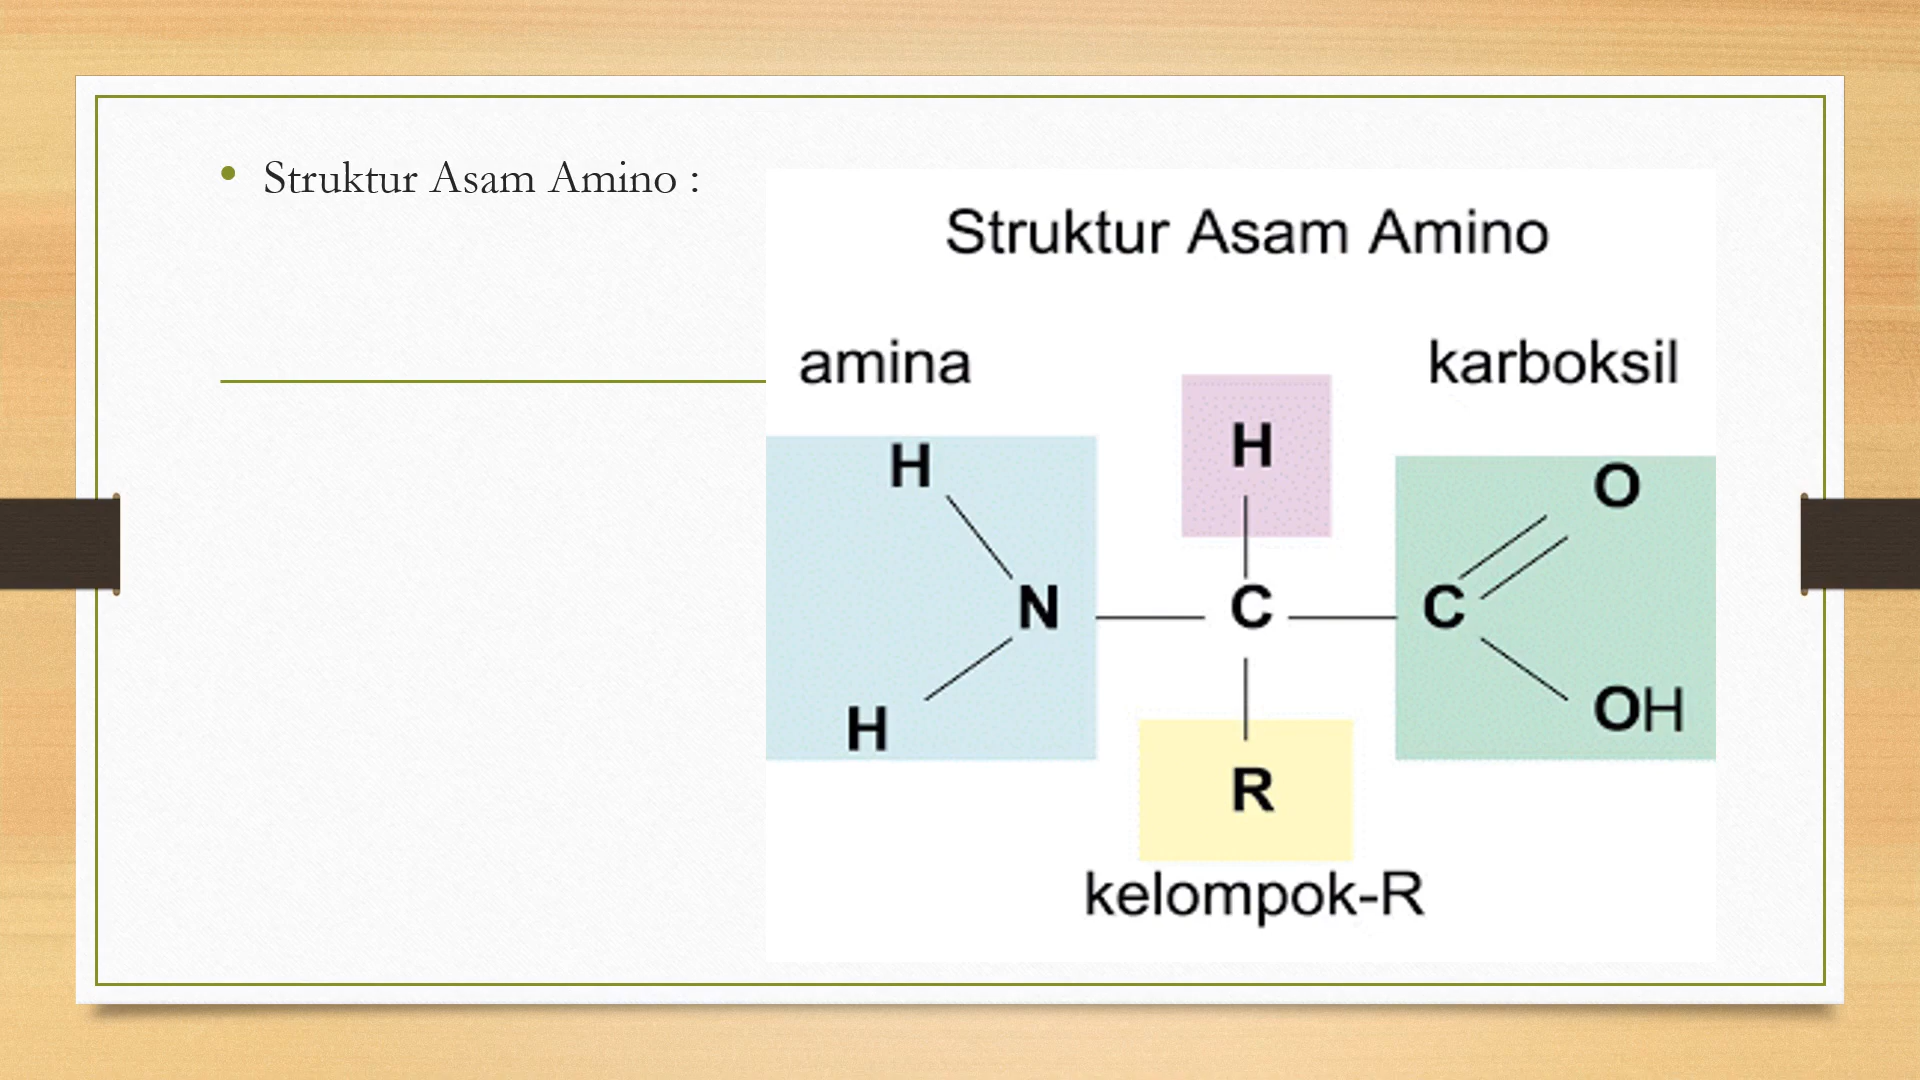 • Struktur Asam Amino :
Struktur Asam Amino
amina
karboksil
H
H
O
N
C
C
H
OH
R
kelompok-R